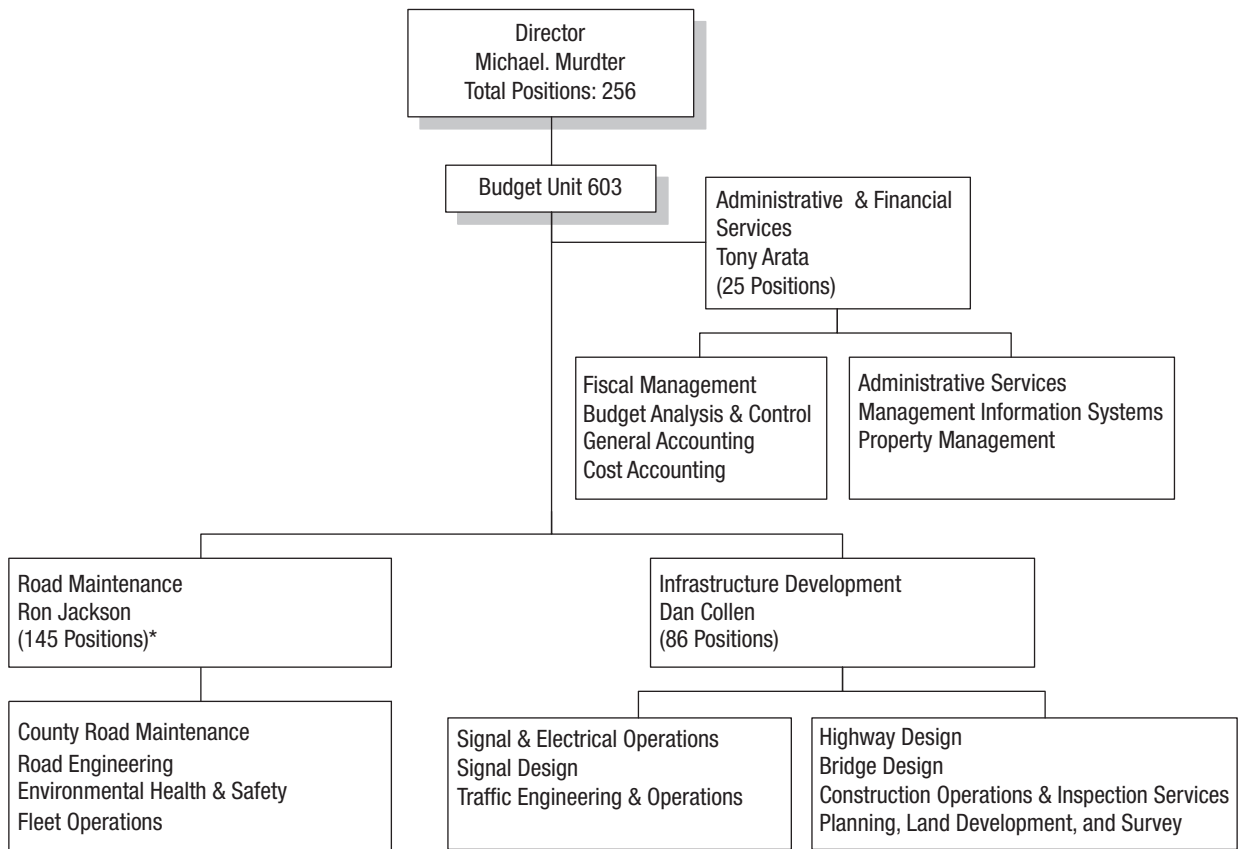 Director
Michael. Murdter
Total Positions: 256
Budget Unit 603
Administrative & Financial
Services
Tony Arata
(25 Positions)
Fiscal Management
Budget Analysis & Control
General Accounting
Cost Accounting
Administrative Services
Management Information Systems
Property Management
Road Maintenance
Ron Jackson
(145 Positions)*
Infrastructure Development
Dan Collen
(86 Positions)
County Road Maintenance
Road Engineering
Environmental Health & Safety
Fleet Operations
Signal & Electrical Operations
Signal Design
Traffic Engineering & Operations
Highway Design
Bridge Design
Construction Operations & Inspection Services
Planning, Land Development, and Survey